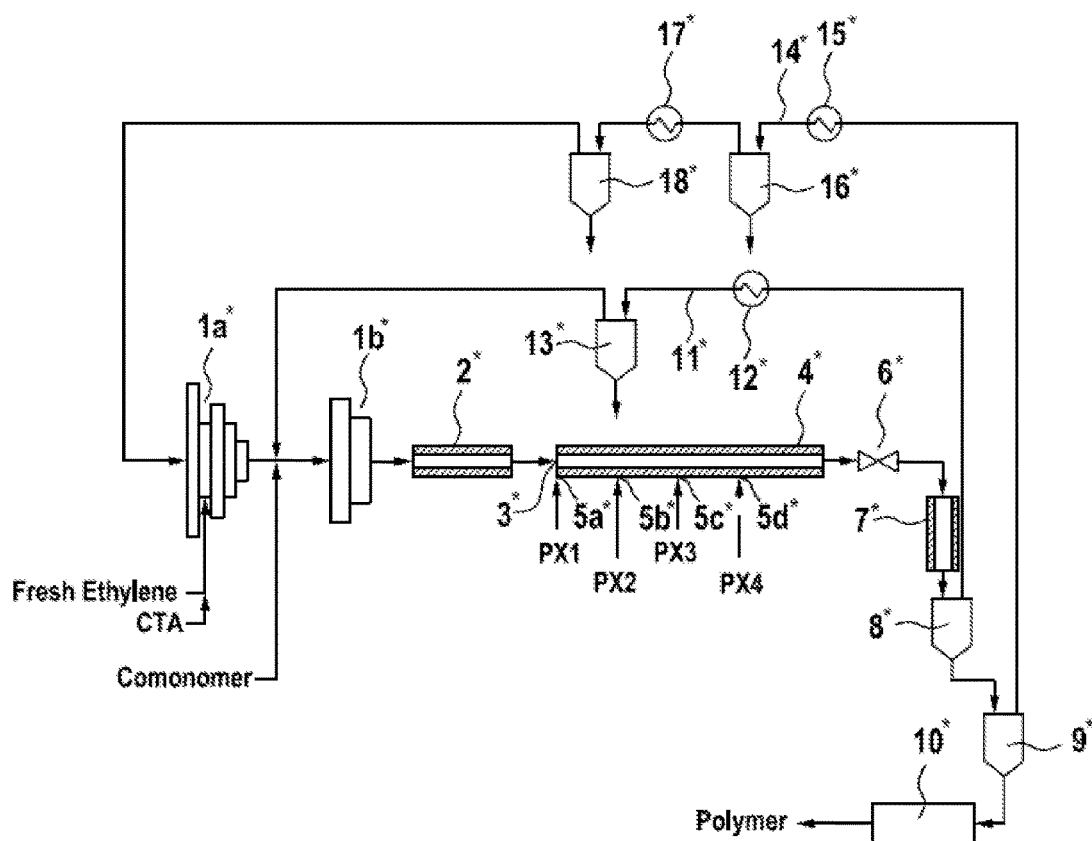 17*
14*
15*
18*
16*
1a*
1b*
2*
13*
11*
12*
4*
6*
3*
5a*
5b*
5c*
5d*
7*
PX1
PX2
PX3
PX4
Fresh Ethylene
CTA
8*
Comonomer
10*
9*
Polymer